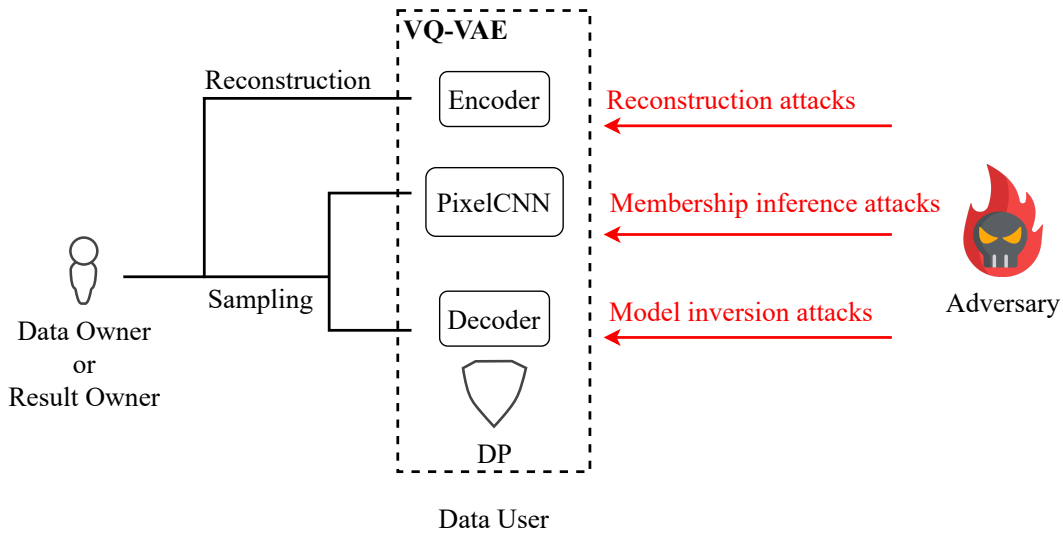 VQ-VAE
Reconstruction
Encoder
Reconstruction attacks
PixelCNN
Membership inference attacks
Sampling
Decoder
Model inversion attacks
Adversary
Data Owner
or
Result Owner
DP
Data User